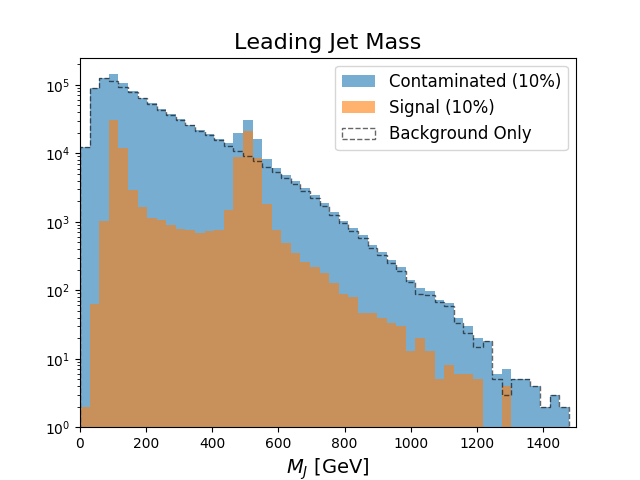 Leading Jet Mass
Contaminated (10%)
Signal (10%)
Background Only
10^5
10^4
10^3
10^2
10^1
10^0
0 200 400 600 800 1000 1200 1400
M_J [GeV]